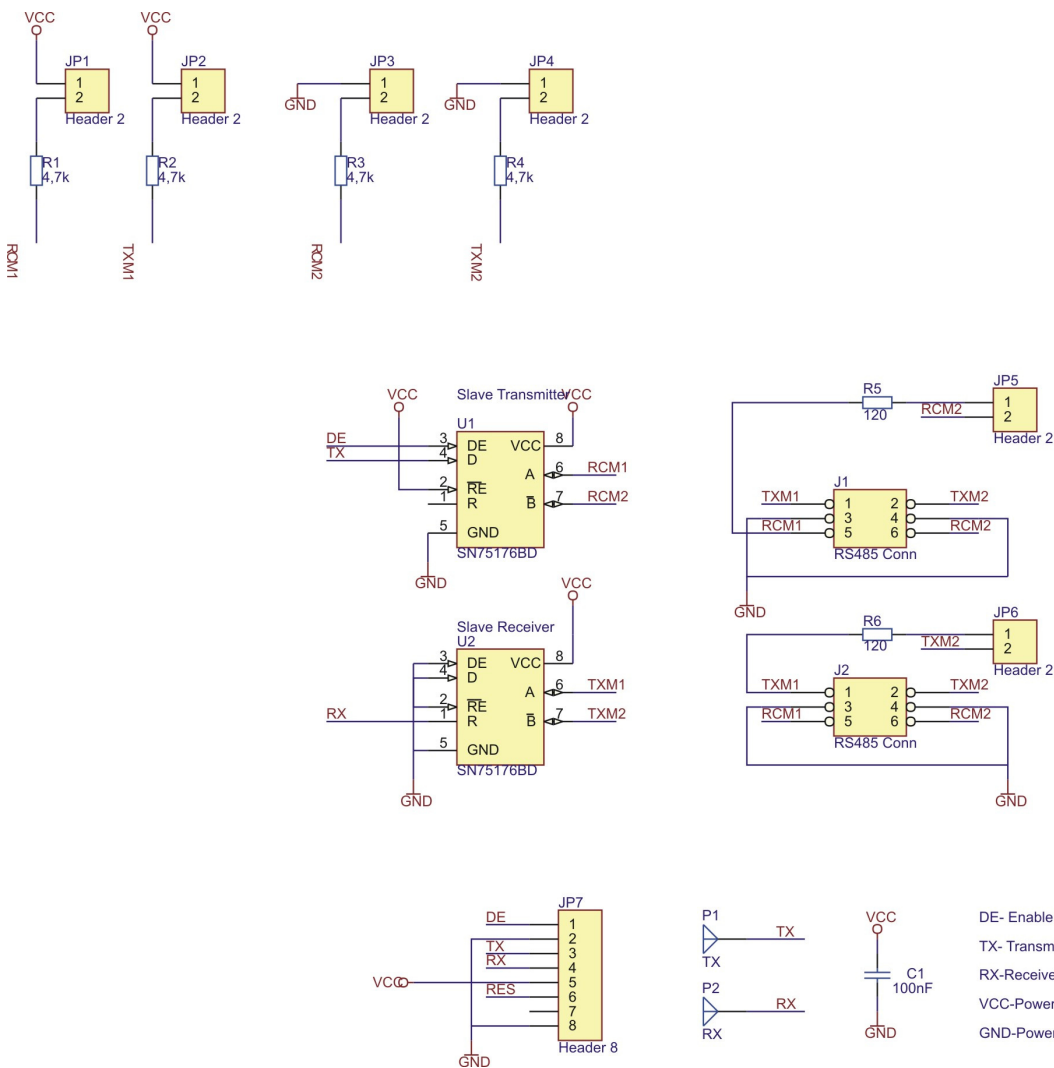 VCC
VCC
JP1
1
2
Header 2
JP2
1
2
Header 2
JP3
1
2
Header 2
GND
JP4
1
2
Header 2
GND
R1
4,7k
R2
4,7k
R3
4,7k
R4
4,7k
RCM1
TXM1
RCM2
TXM2
VCC
Slave Transmitter
VCC
U1
DE
TX
3
4
2
1
5
DE
D
RE
R
GND
VCC
A
B
8
6
7
RCM1
RCM2
SN75176BD
GND
R5
120
JP5
1
2
RCM2
Header 2
J1
TXM1
1
2
TXM2
3
4
RCM1
5
6
RCM2
RS485 Conn
GND
VCC
Slave Receiver
U2
3
4
2
1
5
DE
D
RE
R
GND
VCC
A
B
8
6
7
TXM1
TXM2
RX
SN75176BD
GND
R6
120
JP6
1
2
TXM2
Header 2
J2
TXM1
1
2
TXM2
3
4
RCM1
5
6
RCM2
RS485 Conn
GND
JP7
DE
1
2
TX
3
RX
4
VCC
5
RES
6
7
8
Header 8
GND
P1
TX
TX
P2
RX
RX
VCC
C1
100nF
GND
DE- Enable
TX- Transm
RX-Receive
VCC-Power
GND-Power